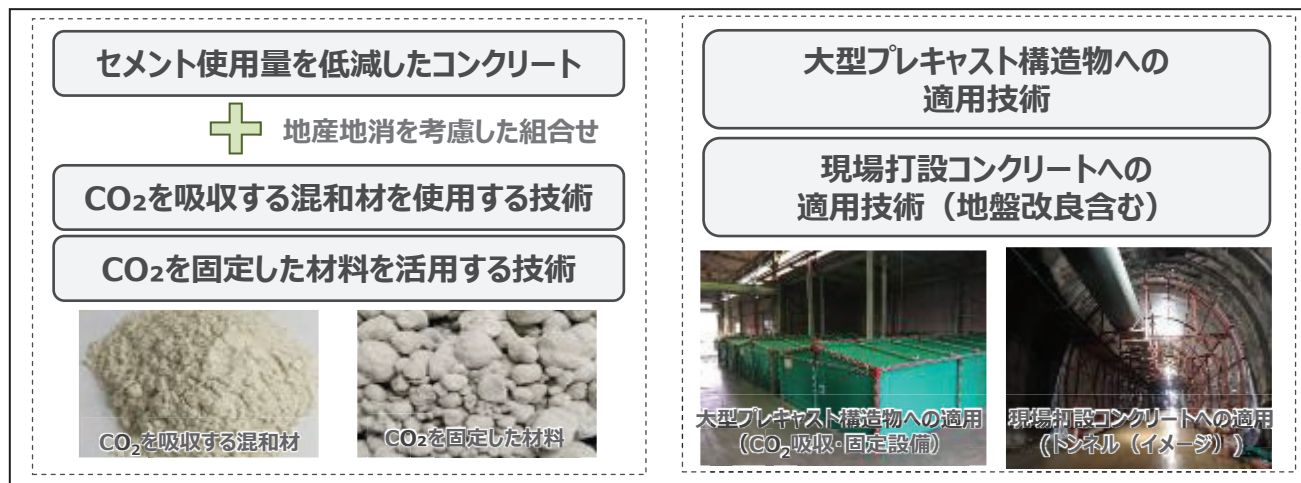 セメント使用量を低減したコンクリート
地産地消を考慮した組合せ
CO₂を吸収する混和材を使用する技術
CO₂を固定した材料を活用する技術
CO₂を吸収する混和材
CO₂を固定した材料
大型プレキャスト構造物への
適用技術
現場打設コンクリートへの
適用技術（地盤改良含む）
大型プレキャスト構造物への適用
（CO₂吸収・固定設備）
現場打設コンクリートへの適用
(トンネル（イメージ）)